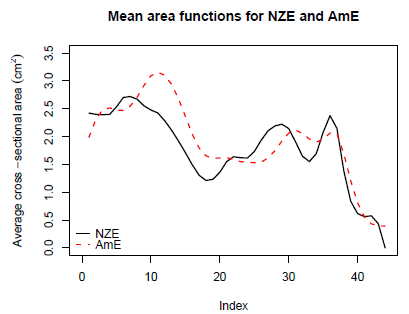 Mean area functions for NZE and AmE
Average cross −sectional area (cm²)
3.5
3.0
2.5
2.0
1.5
1.0
0.5
0.0
NZE
AmE
0 10 20 30 40
Index